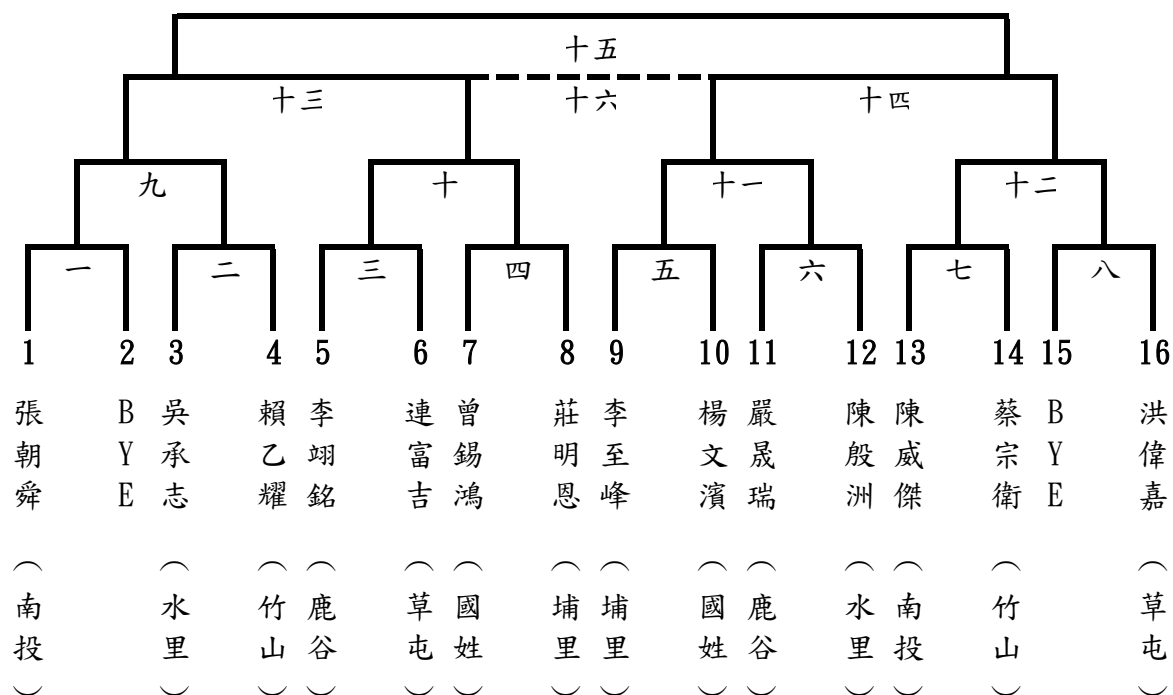 十五
十三 十六 十四
九 十 十一 十二
一 二 三 四 五 六 七 八
1 2 3 4 5 6 7 8 9 10 11 12 13 14 15 16
張朝舜（南投）
BYE
吳承志（水里）
賴乙耀（竹山）
李翊銘（鹿谷）
連富吉（草屯）
曾錫鴻（國姓）
莊明恩（埔里）
李至峰（埔里）
楊文濱（國姓）
嚴晟瑞（鹿谷）
陳殷洲（水里）
陳威傑（南投）
蔡宗衛（竹山）
BYE
洪偉嘉（草屯）